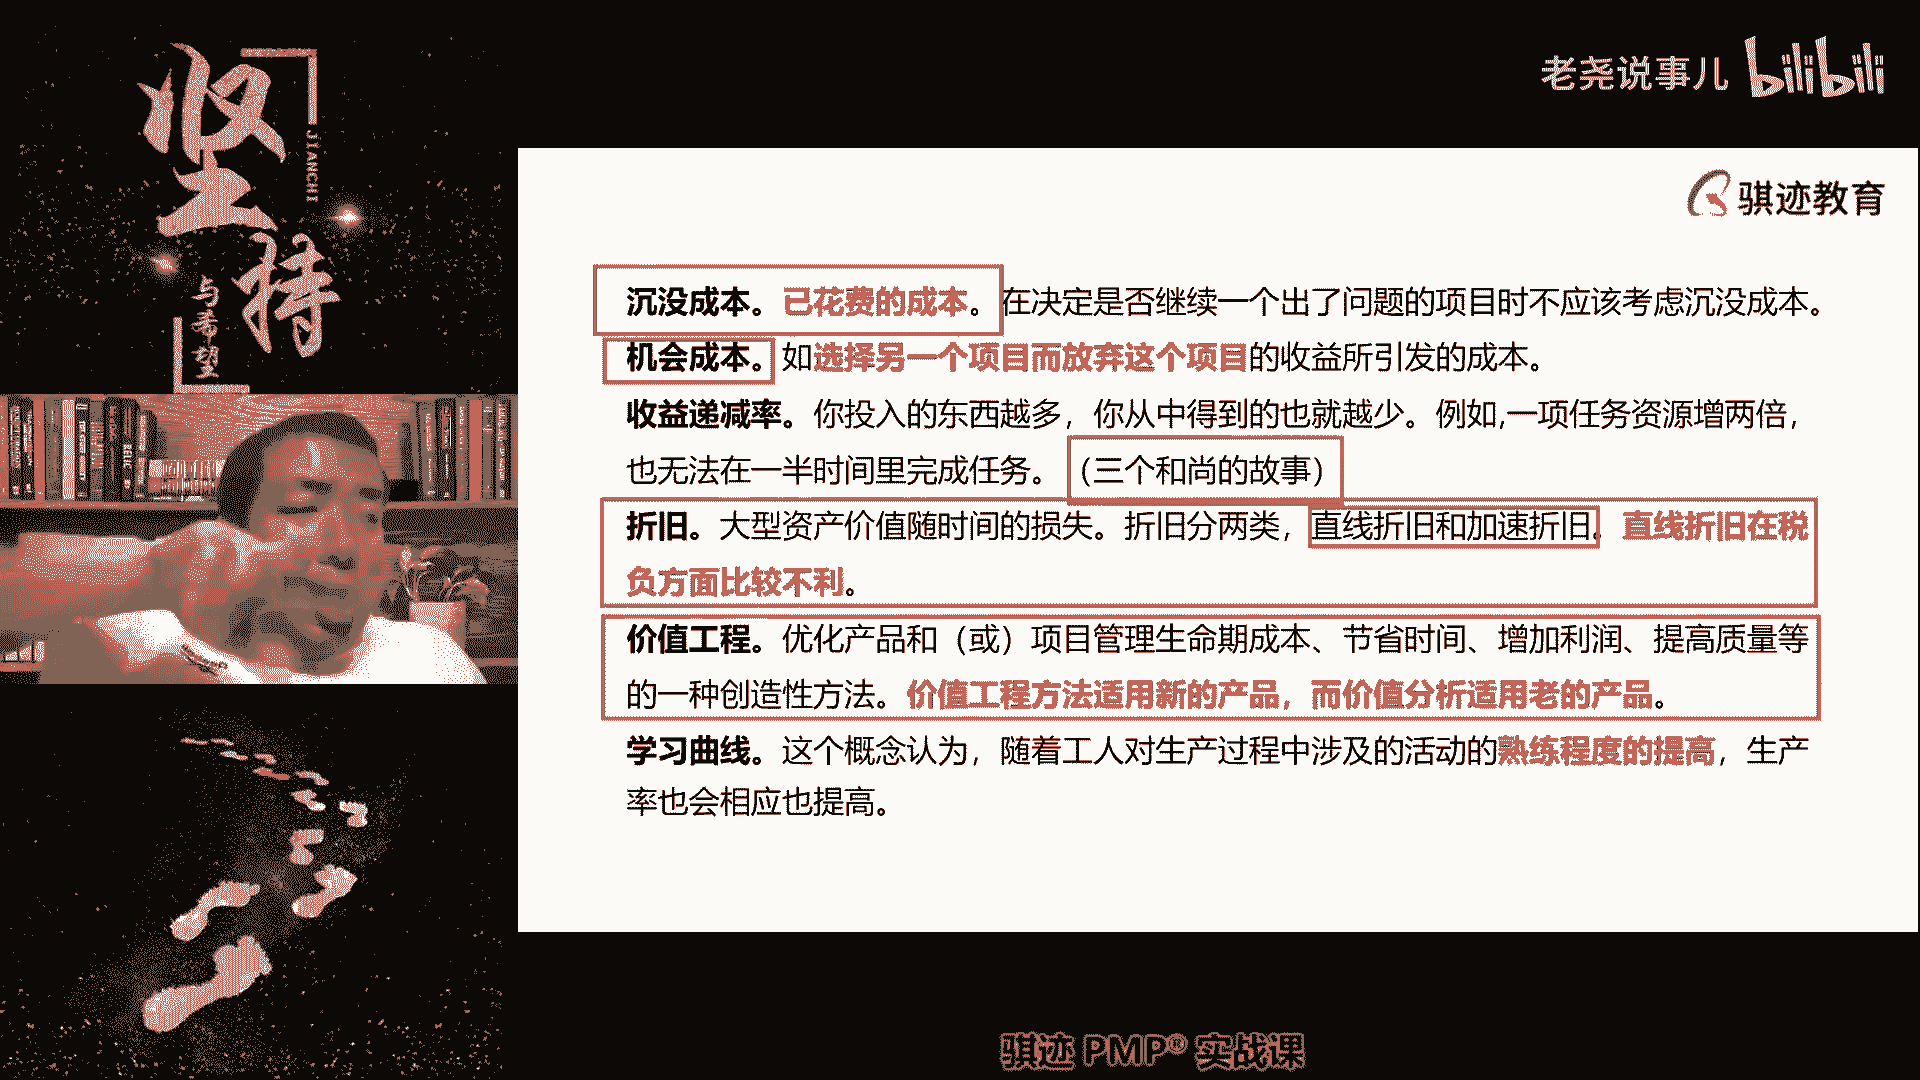 坚持
JIANCHI
与希望
老尧说事儿 bilibili
骐迹教育
沉没成本。已花费的成本。在决定是否继续一个出了问题的项目时不应该考虑沉没成本。
机会成本。如选择另一个项目而放弃这个项目的收益所引发的成本。
收益递减率。你投入的东西越多，你从中得到的也就越少。例如,一项任务资源增两倍，
也无法在一半时间里完成任务。（三个和尚的故事）
折旧。大型资产价值随时间的损失。折旧分两类，直线折旧和加速折旧。直线折旧在税
负方面比较不利。
价值工程。优化产品和（或）项目管理生命期成本、节省时间、增加利润、提高质量等
的一种创造性方法。价值工程方法适用新的产品，而价值分析适用老的产品。
学习曲线。这个概念认为，随着工人对生产过程中涉及的活动的熟练程度的提高，生产
率也会相应也提高。
骐迹 PMP® 实战课